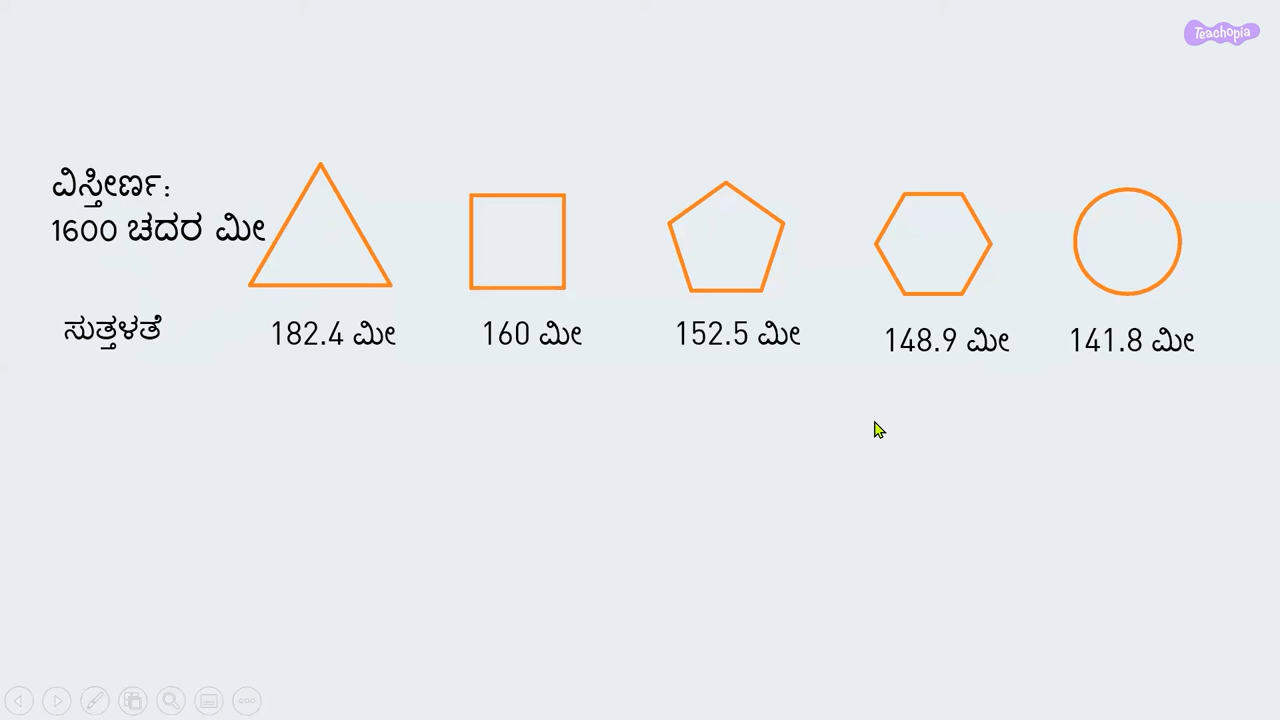 Teachopia
ವಿಸ್ತೀರ್ಣ:
1600 ಚದರ ಮೀ
ಸುತ್ತಳತೆ
182.4 ಮೀ
160 ಮೀ
152.5 ಮೀ
148.9 ಮೀ
141.8 ಮೀ